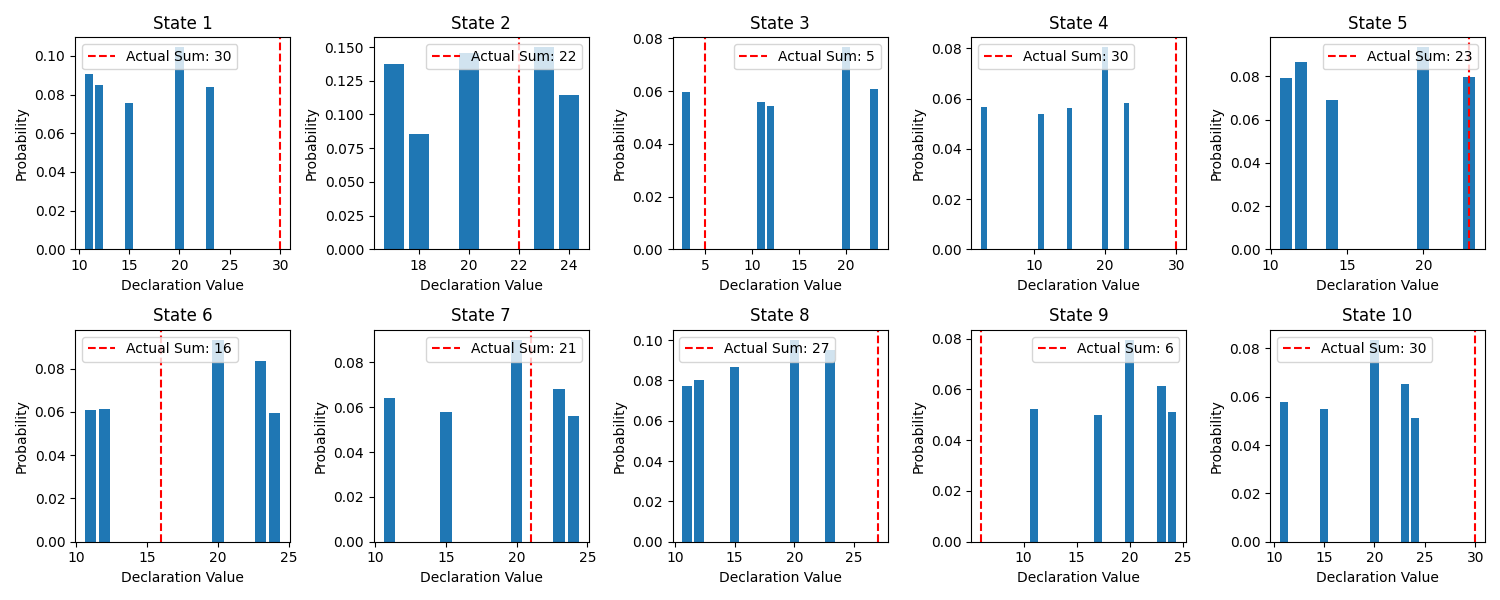 State 1
Probability
0.10
0.08
0.06
0.04
0.02
0.00
Actual Sum: 30
10 15 20 25 30
Declaration Value
State 2
Probability
0.150
0.125
0.100
0.075
0.050
0.025
0.000
Actual Sum: 22
18 20 22 24
Declaration Value
State 3
Probability
0.08
0.06
0.04
0.02
0.00
Actual Sum: 5
5 10 15 20
Declaration Value
State 4
Probability
0.08
0.06
0.04
0.02
0.00
Actual Sum: 30
10 20 30
Declaration Value
State 5
Probability
0.08
0.06
0.04
0.02
0.00
Actual Sum: 23
10 15 20
Declaration Value
State 6
Probability
0.08
0.06
0.04
0.02
0.00
Actual Sum: 16
10 15 20 25
Declaration Value
State 7
Probability
0.08
0.06
0.04
0.02
0.00
Actual Sum: 21
10 15 20 25
Declaration Value
State 8
Probability
0.10
0.08
0.06
0.04
0.02
0.00
Actual Sum: 27
10 15 20 25
Declaration Value
State 9
Probability
0.08
0.06
0.04
0.02
0.00
Actual Sum: 6
10 15 20 25
Declaration Value
State 10
Probability
0.08
0.06
0.04
0.02
0.00
Actual Sum: 30
10 15 20 25 30
Declaration Value